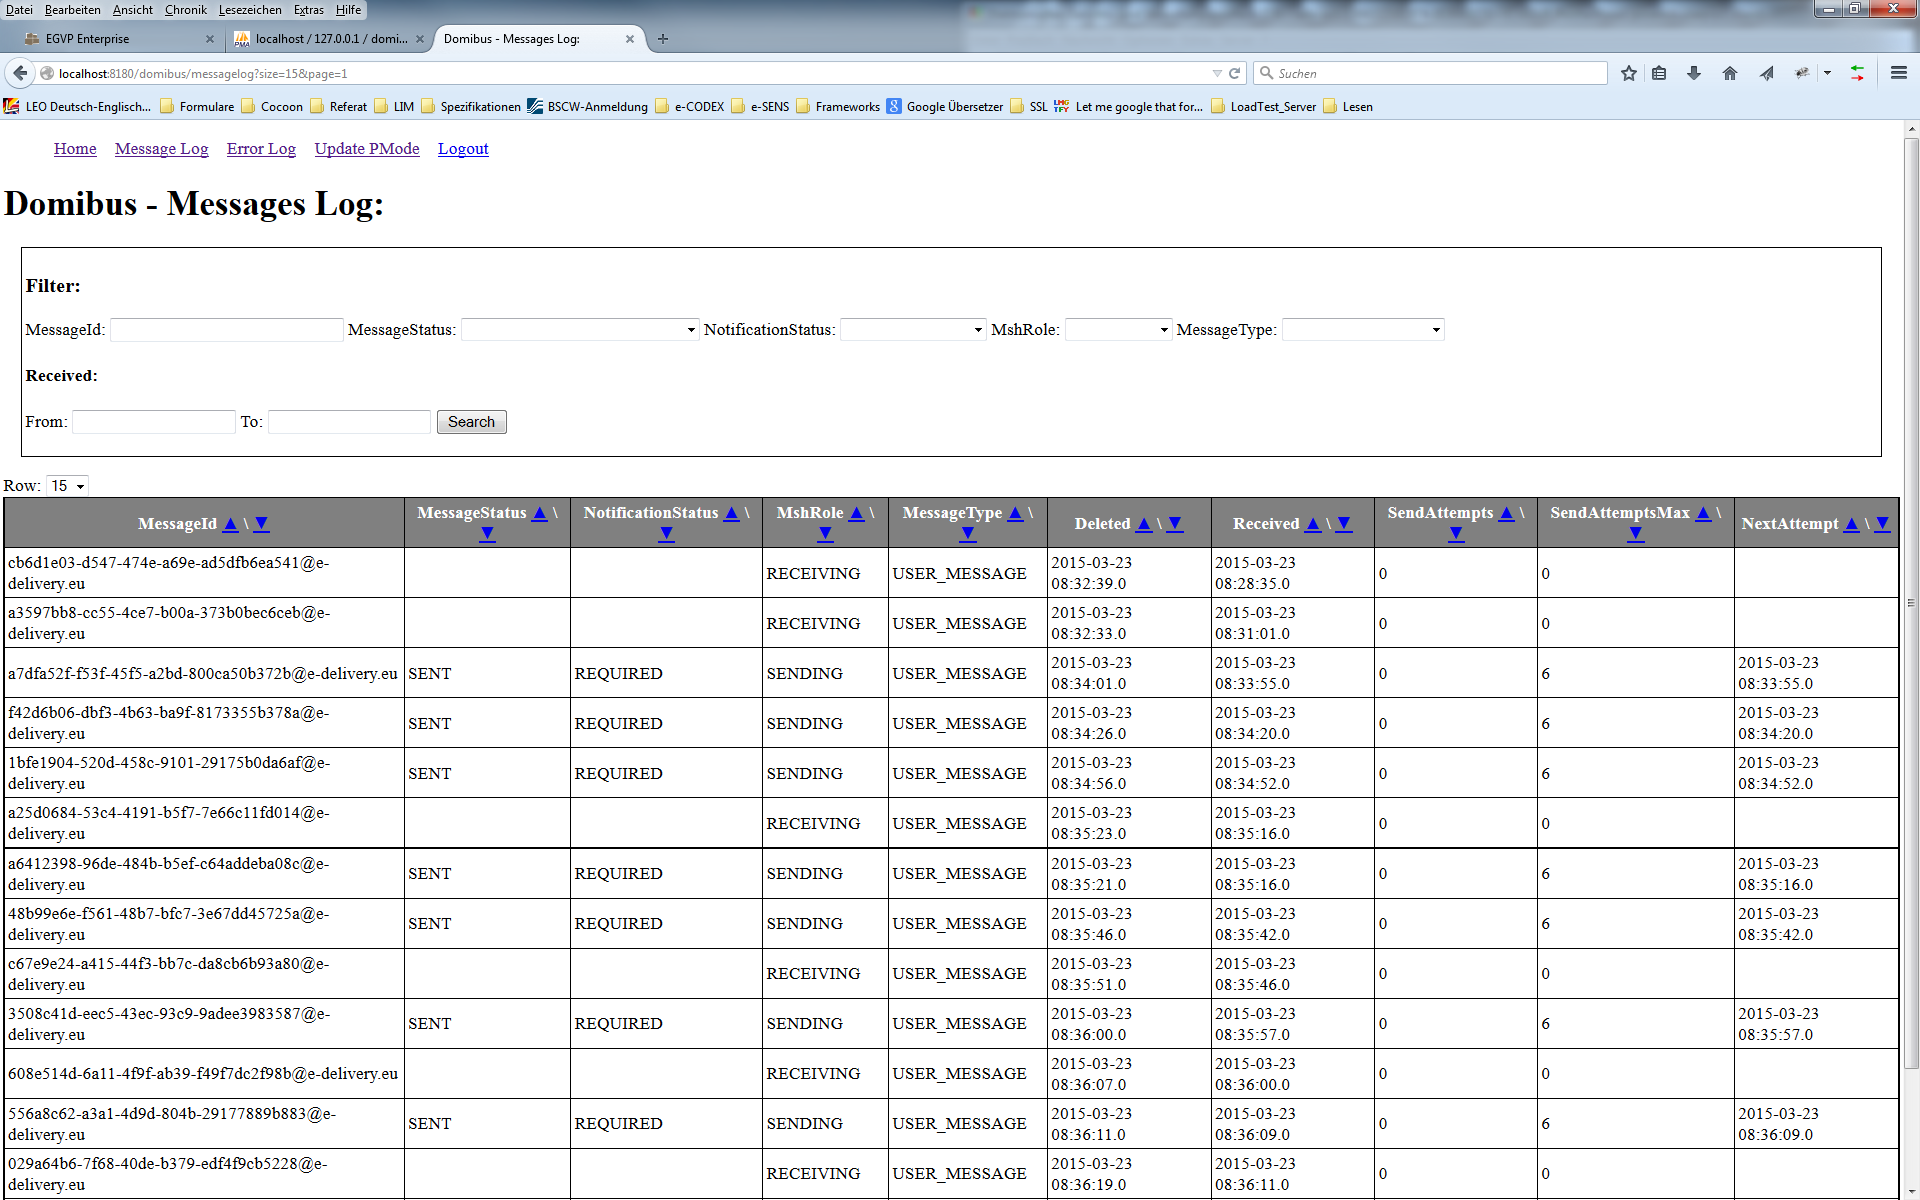 Datei Bearbeiten Ansicht Chronik Lesezeichen Extras Hilfe
EGVP Enterprise
localhost / 127.0.0.1 / domi...
Domibus - Messages Log:
localhost:8180/domibus/messagelog?size=15&page=1
Suchen
LEO Deutsch-Englisch... Formulare Cocoon Referat LIM Spezifikationen BSCW-Anmeldung e-CODEX e-SENS Frameworks Google Übersetzer SSL Let me google that for... LoadTest_Server Lesen
Home Message Log Error Log Update PMode Logout
Domibus - Messages Log:
Filter:
MessageId: MessageStatus: NotificationStatus: MshRole: MessageType:
Received:
From: To: Search
Row: 15
MessageId ▲ \ ▼ MessageStatus ▲ \ ▼ NotificationStatus ▲ \ ▼ MshRole ▲ \ ▼ MessageType ▲ \ ▼ Deleted ▲ \ ▼ Received ▲ \ ▼ SendAttempts ▲ \ ▼ SendAttemptsMax ▲ \ ▼ NextAttempt ▲ \ ▼
cb6d1e03-d547-474e-a69e-ad5dfb6ea541@e-delivery.eu RECEIVING USER_MESSAGE 2015-03-23 08:32:39.0 2015-03-23 08:28:35.0 0 0
a3597bb8-cc55-4ce7-b00a-373b0bec6ceb@e-delivery.eu RECEIVING USER_MESSAGE 2015-03-23 08:32:33.0 2015-03-23 08:31:01.0 0 0
a7dfa52f-f53f-45f5-a2bd-800ca50b372b@e-delivery.eu SENT REQUIRED SENDING USER_MESSAGE 2015-03-23 08:34:01.0 2015-03-23 08:33:55.0 0 6 2015-03-23 08:33:55.0
f42d6b06-dbf3-4b63-ba9f-8173355b378a@e-delivery.eu SENT REQUIRED SENDING USER_MESSAGE 2015-03-23 08:34:26.0 2015-03-23 08:34:20.0 0 6 2015-03-23 08:34:20.0
1bfe1904-520d-458c-9101-29175b0da6af@e-delivery.eu SENT REQUIRED SENDING USER_MESSAGE 2015-03-23 08:34:56.0 2015-03-23 08:34:52.0 0 6 2015-03-23 08:34:52.0
a25d0684-53c4-4191-b5f7-7e66c11fd014@e-delivery.eu RECEIVING USER_MESSAGE 2015-03-23 08:35:23.0 2015-03-23 08:35:16.0 0 0
a6412398-96de-484b-b5ef-c64addeba08c@e-delivery.eu SENT REQUIRED SENDING USER_MESSAGE 2015-03-23 08:35:21.0 2015-03-23 08:35:16.0 0 6 2015-03-23 08:35:16.0
48b99e6e-f561-48b7-bfc7-3e67dd45725a@e-delivery.eu SENT REQUIRED SENDING USER_MESSAGE 2015-03-23 08:35:46.0 2015-03-23 08:35:42.0 0 6 2015-03-23 08:35:42.0
c67e9e24-a415-44f3-bb7c-da8cb6b93a80@e-delivery.eu RECEIVING USER_MESSAGE 2015-03-23 08:35:51.0 2015-03-23 08:35:46.0 0 0
3508c41d-eec5-43ec-93c9-9adee3983587@e-delivery.eu SENT REQUIRED SENDING USER_MESSAGE 2015-03-23 08:36:00.0 2015-03-23 08:35:57.0 0 6 2015-03-23 08:35:57.0
608e514d-6a11-4f9f-ab39-f49f7dc2f98b@e-delivery.eu RECEIVING USER_MESSAGE 2015-03-23 08:36:07.0 2015-03-23 08:36:00.0 0 0
556a8c62-a3a1-4d9d-804b-29177889b883@e-delivery.eu SENT REQUIRED SENDING USER_MESSAGE 2015-03-23 08:36:11.0 2015-03-23 08:36:09.0 0 6 2015-03-23 08:36:09.0
029a64b6-7f68-40de-b379-edf4f9cb5228@e-delivery.eu RECEIVING USER_MESSAGE 2015-03-23 08:36:19.0 2015-03-23 08:36:11.0 0 0